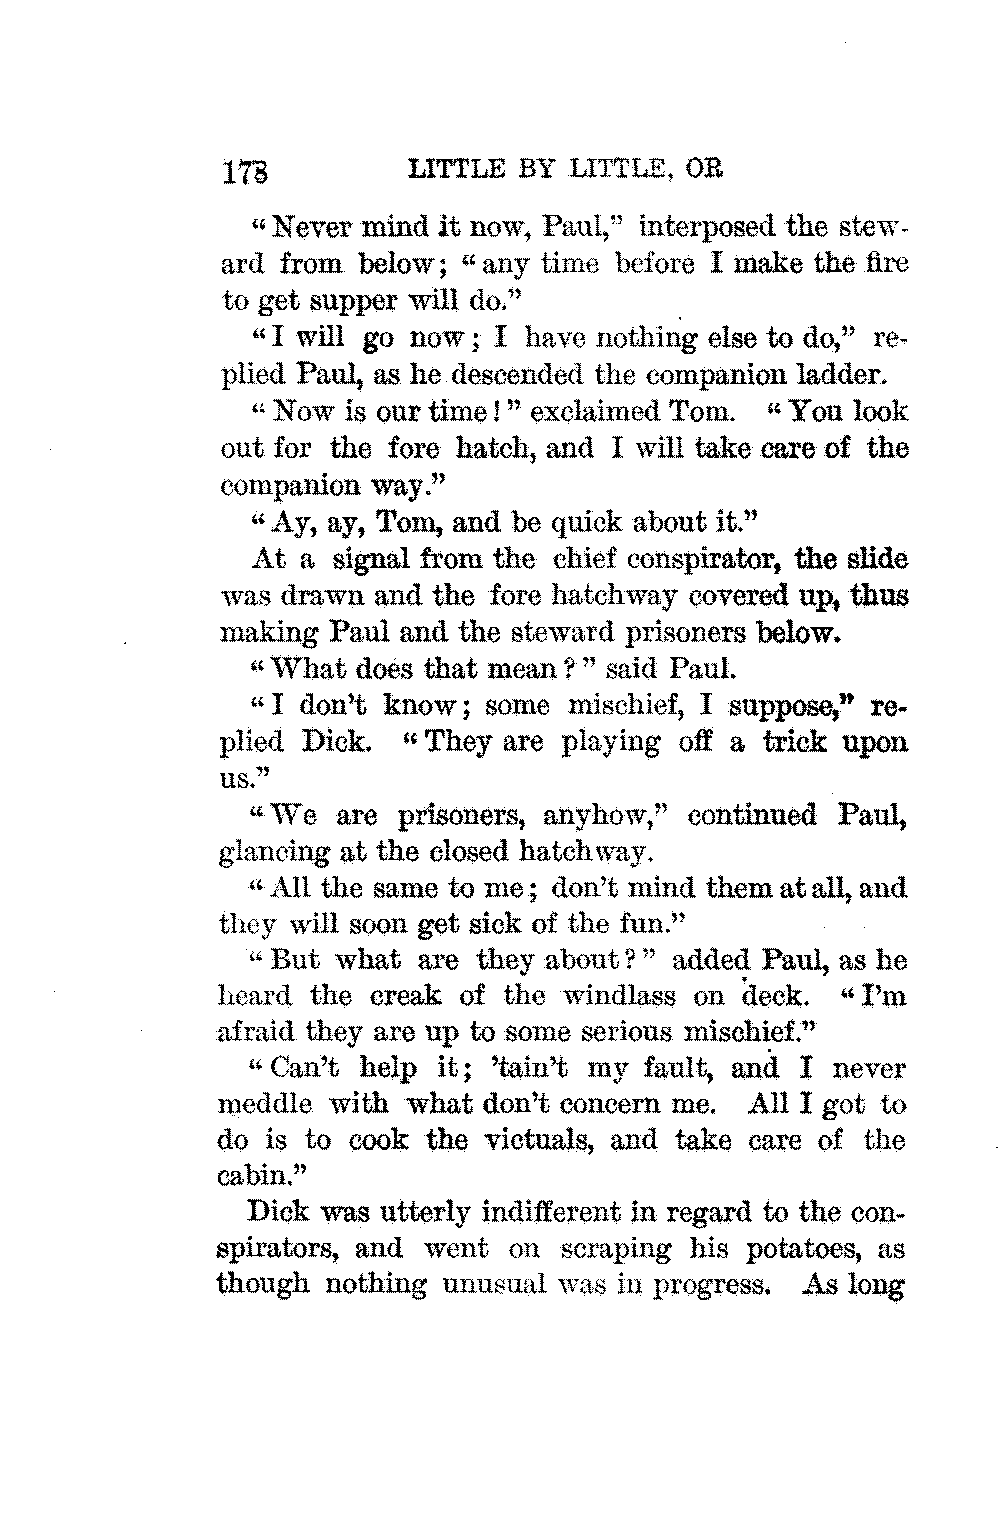 178 LITTLE BY LITTLE, OR
“Never mind it now, Paul,” interposed the stew-
ard from below; “any time before I make the fire
to get supper will do.”
“I will go now; I have nothing else to do,” re-
plied Paul, as he descended the companion ladder.
“Now is our time!” exclaimed Tom. “You look
out for the fore hatch, and I will take care of the
companion way.”
“Ay, ay, Tom, and be quick about it.”
At a signal from the chief conspirator, the slide
was drawn and the fore hatchway covered up, thus
making Paul and the steward prisoners below.
“What does that mean?” said Paul.
“I don’t know; some mischief, I suppose,” re-
plied Dick. “They are playing off a trick upon
us.”
“We are prisoners, anyhow,” continued Paul,
glancing at the closed hatchway.
“All the same to me; don’t mind them at all, and
they will soon get sick of the fun.”
“But what are they about?” added Paul, as he
heard the creak of the windlass on deck. “I’m
afraid they are up to some serious mischief.”
“Can’t help it; ’tain’t my fault, and I never
meddle with what don’t concern me. All I got to
do is to cook the victuals, and take care of the
cabin.”
Dick was utterly indifferent in regard to the con-
spirators, and went on scraping his potatoes, as
though nothing unusual was in progress. As long